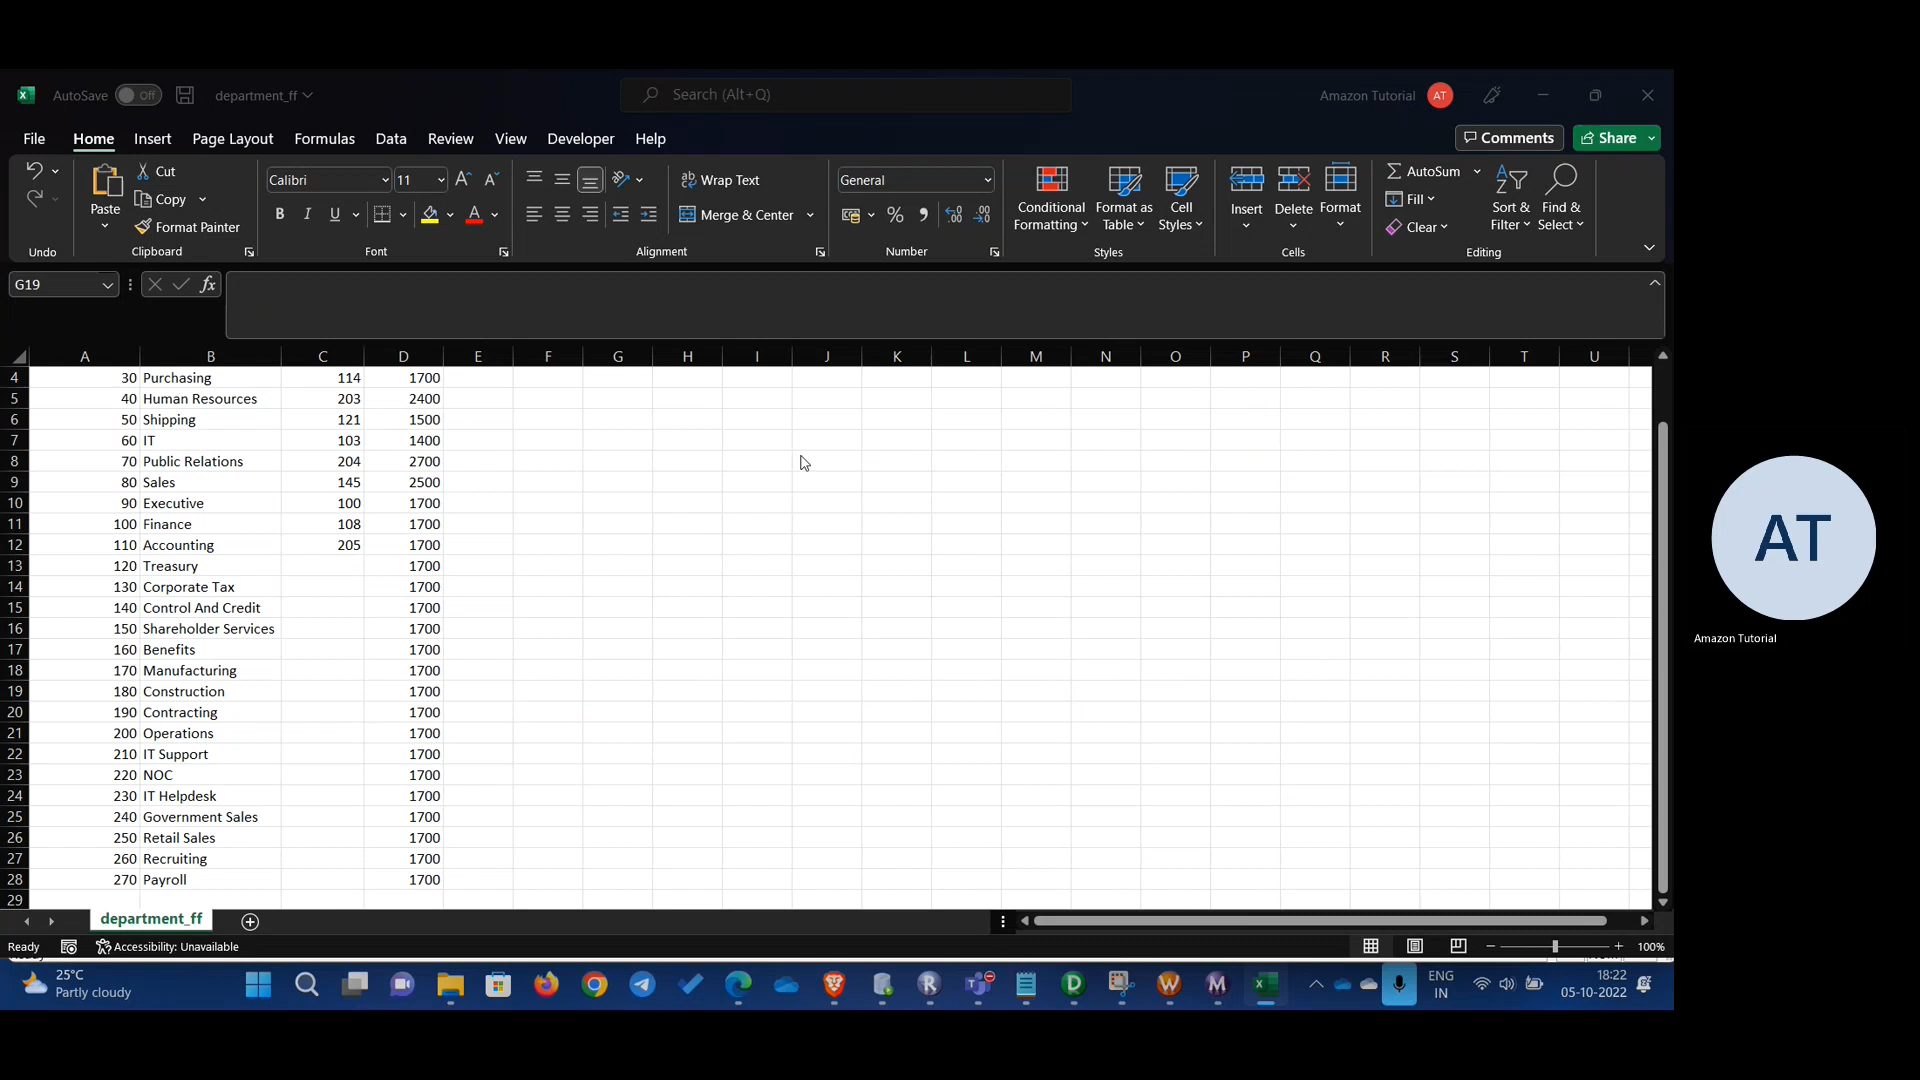 AutoSave Off department_ff Search (Alt+Q) Amazon Tutorial AT
File Home Insert Page Layout Formulas Data Review View Developer Help Comments Share
Paste Cut Copy Format Painter
Calibri 11
B I U A
Wrap Text
Merge & Center
General
Conditional Formatting
Format as Table
Cell Styles
Insert Delete Format
AutoSum
Fill
Clear
Sort & Filter
Find & Select
Undo Clipboard Font Alignment Number Styles Cells Editing
G19 fx
A B C D E F G H I J K L M N O P Q R S T U
4 30 Purchasing 114 1700
5 40 Human Resources 203 2400
6 50 Shipping 121 1500
7 60 IT 103 1400
8 70 Public Relations 204 2700
9 80 Sales 145 2500
10 90 Executive 100 1700
11 100 Finance 108 1700
12 110 Accounting 205 1700
13 120 Treasury 1700
14 130 Corporate Tax 1700
15 140 Control And Credit 1700
16 150 Shareholder Services 1700
17 160 Benefits 1700
18 170 Manufacturing 1700
19 180 Construction 1700
20 190 Contracting 1700
21 200 Operations 1700
22 210 IT Support 1700
23 220 NOC 1700
24 230 IT Helpdesk 1700
25 240 Government Sales 1700
26 250 Retail Sales 1700
27 260 Recruiting 1700
28 270 Payroll 1700
29
department_ff
Ready Accessibility: Unavailable 100%
25°C
Partly cloudy
ENG
IN
18:22
05-10-2022
AT
Amazon Tutorial